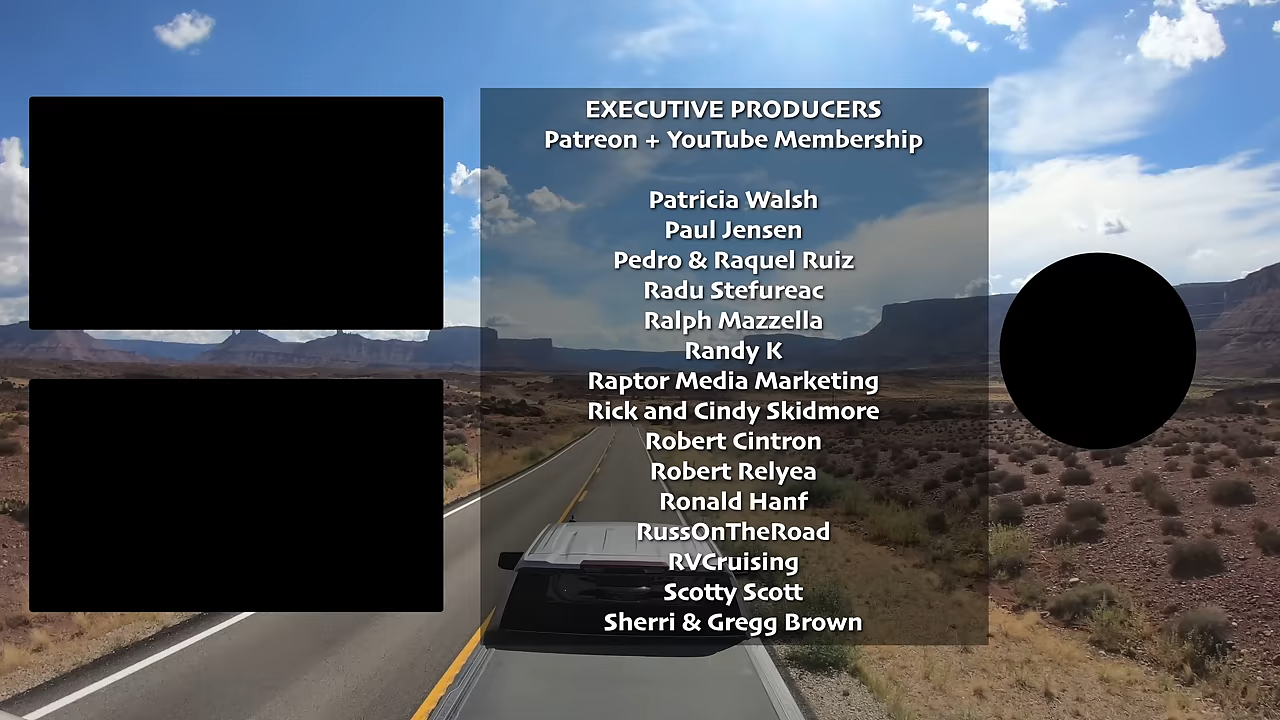 EXECUTIVE PRODUCERS
Patreon + YouTube Membership
Patricia Walsh
Paul Jensen
Pedro & Raquel Ruiz
Radu Stefureac
Ralph Mazzella
Randy K
Raptor Media Marketing
Rick and Cindy Skidmore
Robert Cintron
Robert Relyea
Ronald Hanf
RussOnTheRoad
RVCruising
Scotty Scott
Sherri & Gregg Brown